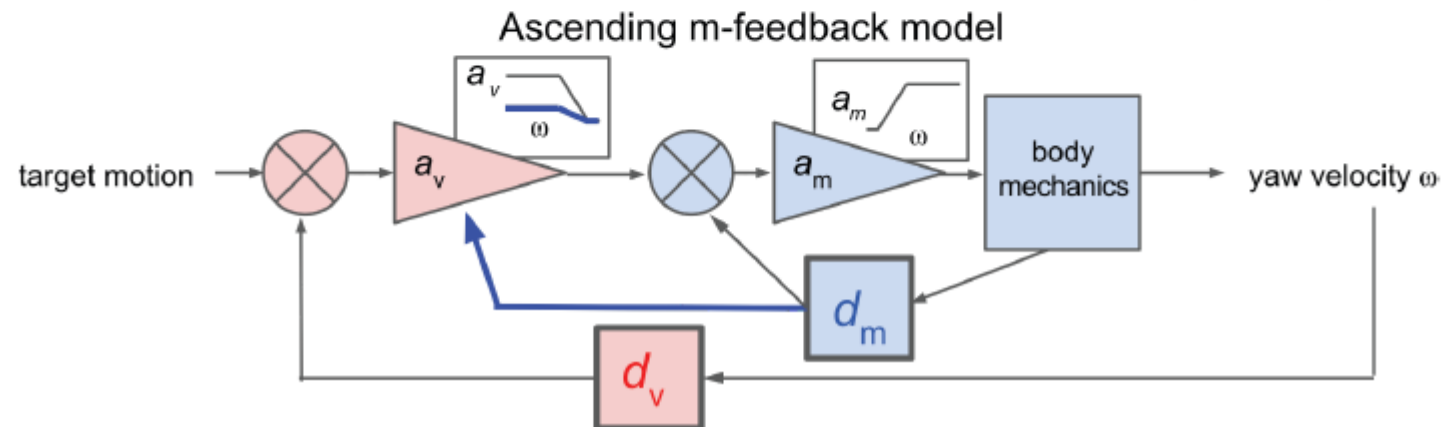 Ascending m-feedback model
a_v
ω
a_m
ω
target motion
a_v
a_m
body
mechanics
yaw velocity ω
d_m
d_v